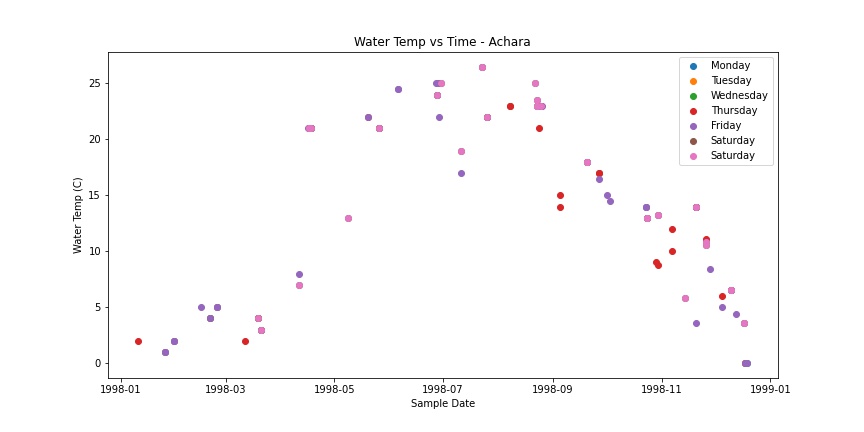 Water Temp vs Time - Achara
Monday
Tuesday
Wednesday
Thursday
Friday
Saturday
Saturday
25
20
15
10
5
0
Water Temp (C)
1998-01
1998-03
1998-05
1998-07
1998-09
1998-11
1999-01
Sample Date